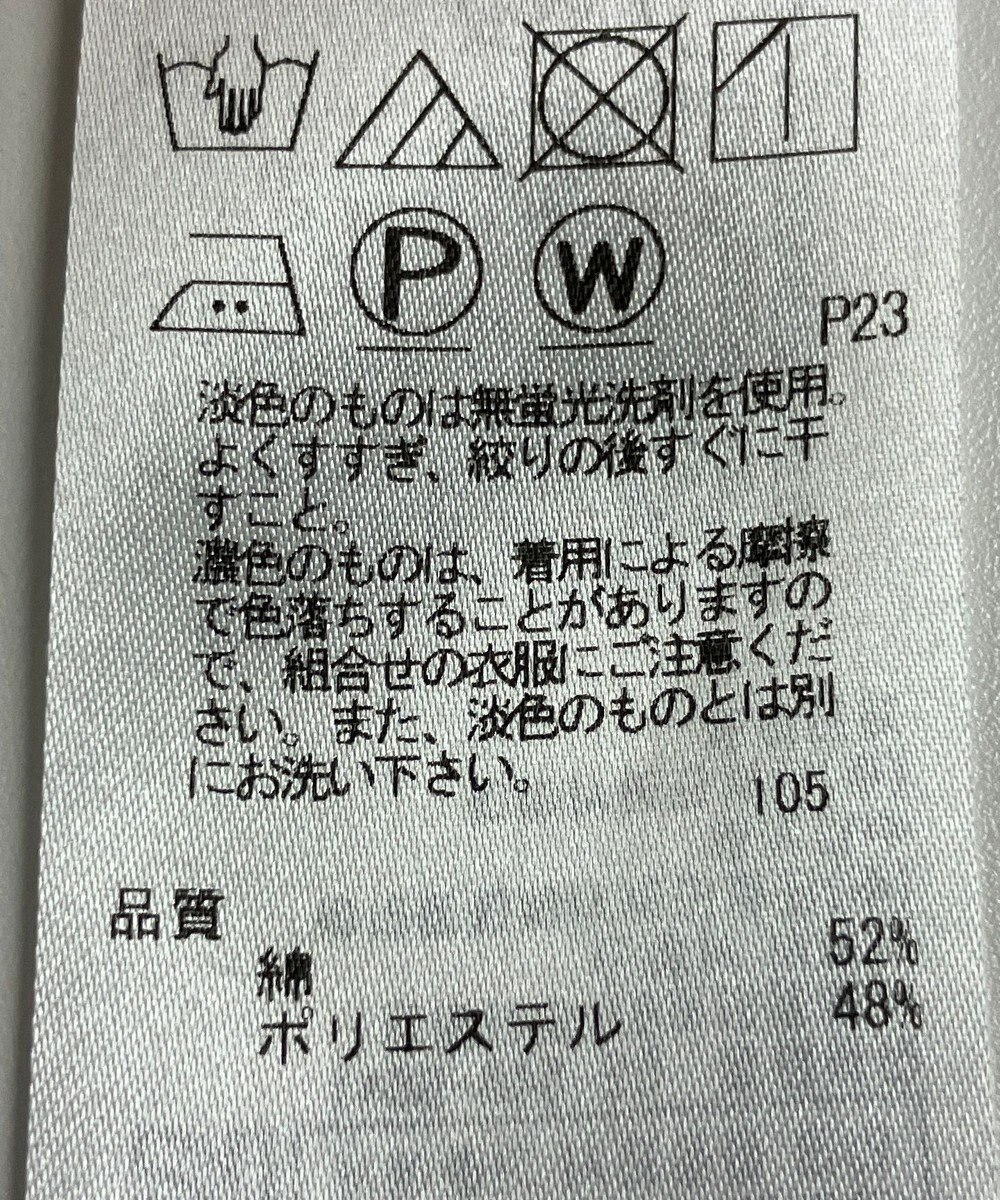 P W
P23
淡色のものは無蛍光洗剤を使用。
よくすすぎ、絞りの後すぐに干
すこと。
濃色のものは、着用による摩擦
で色落ちすることがありますの
で、組合せの衣服にご注意くだ
さい。また、淡色のものとは別
にお洗い下さい。
105
品質
綿 52%
ポリエステル 48%